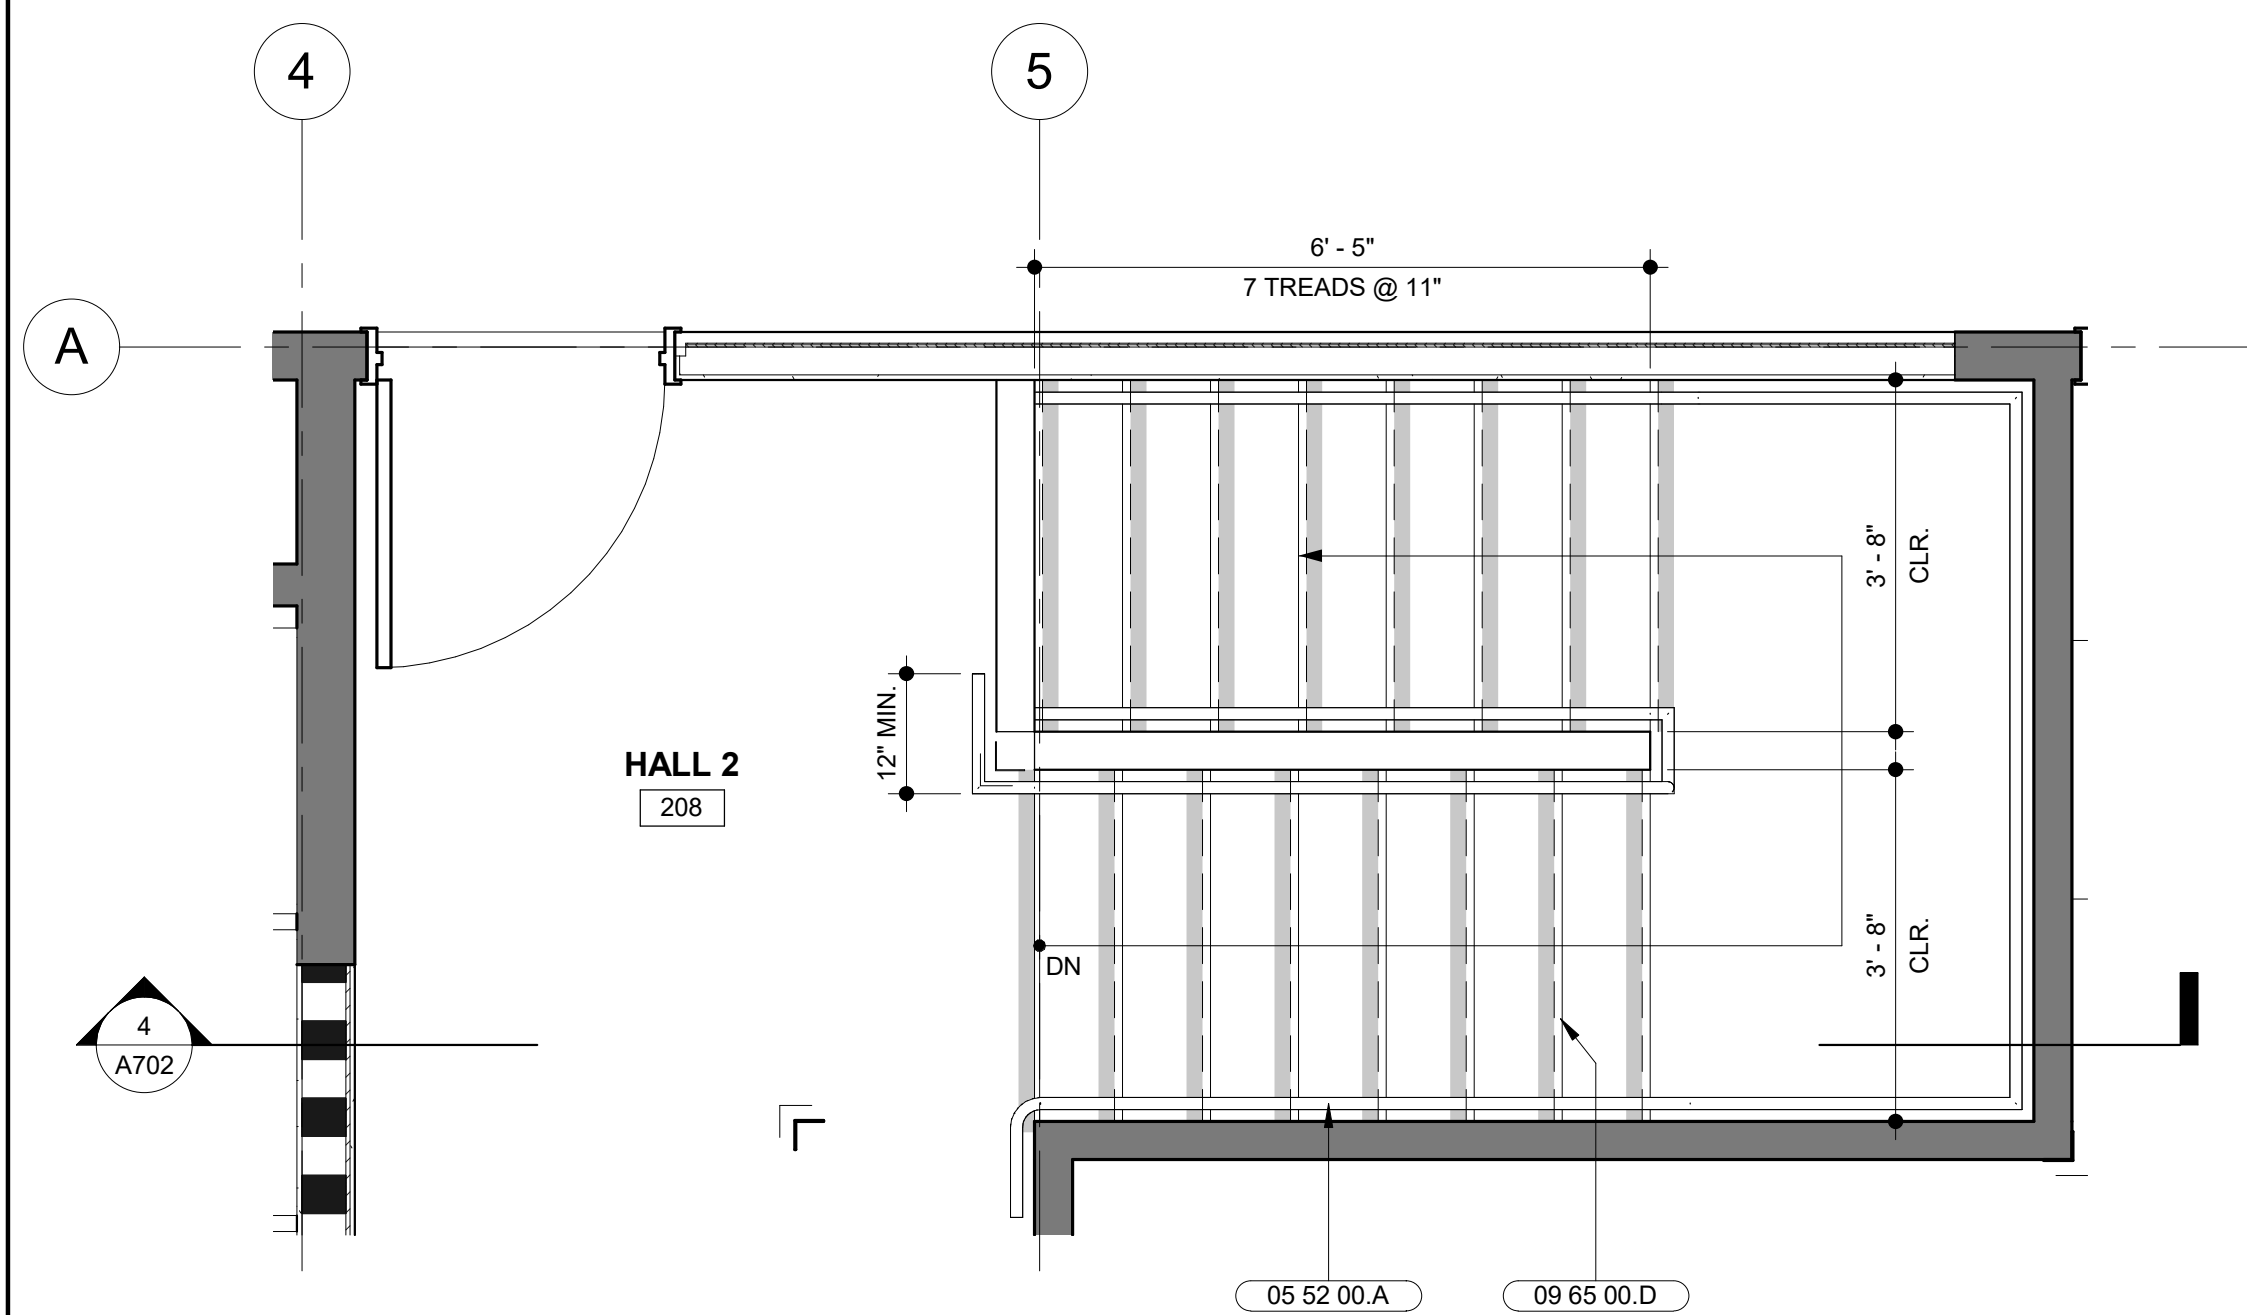 4
5
6' - 5"
7 TREADS @ 11"
A
3' - 8"
CLR.
12" MIN.
HALL 2
208
3' - 8"
CLR.
DN
4
A702
05 52 00.A
09 65 00.D